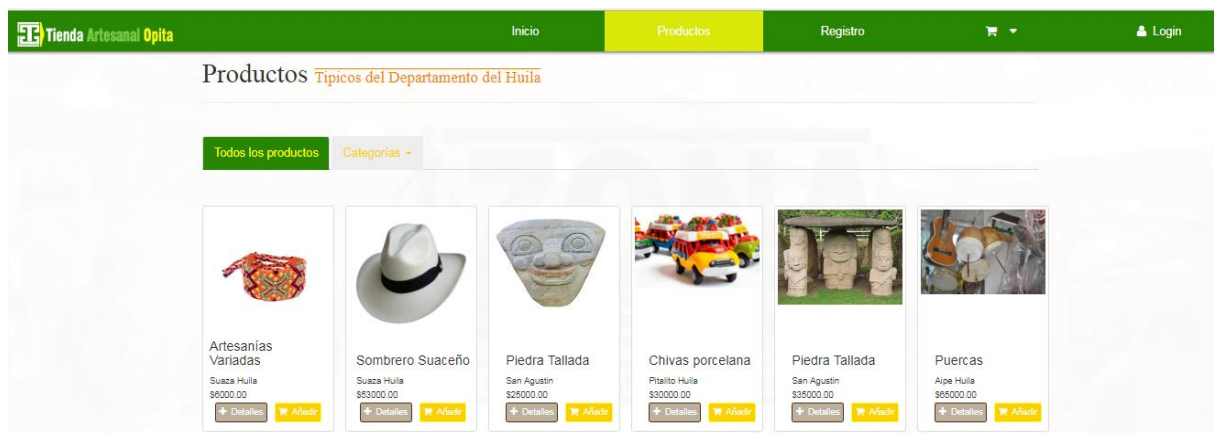 Tienda Artesanal Opita
Inicio
Productos
Registro
Login
Productos Tipicos del Departamento del Huila
Todos los productos
Categorias
ZONA
Artesanías
Variadas
Suaza Huila
$6000.00
+ Detalles
Añadir
Sombrero Suaceño
Suaza Huila
$53000.00
+ Detalles
Añadir
Piedra Tallada
San Agustin
$25000.00
+ Detalles
Añadir
Chivas porcelana
Pitalito Huila
$30000.00
+ Detalles
Añadir
Piedra Tallada
San Agustin
$35000.00
+ Detalles
Añadir
Puercas
Aipe Huila
$65000.00
+ Detalles
Añadir